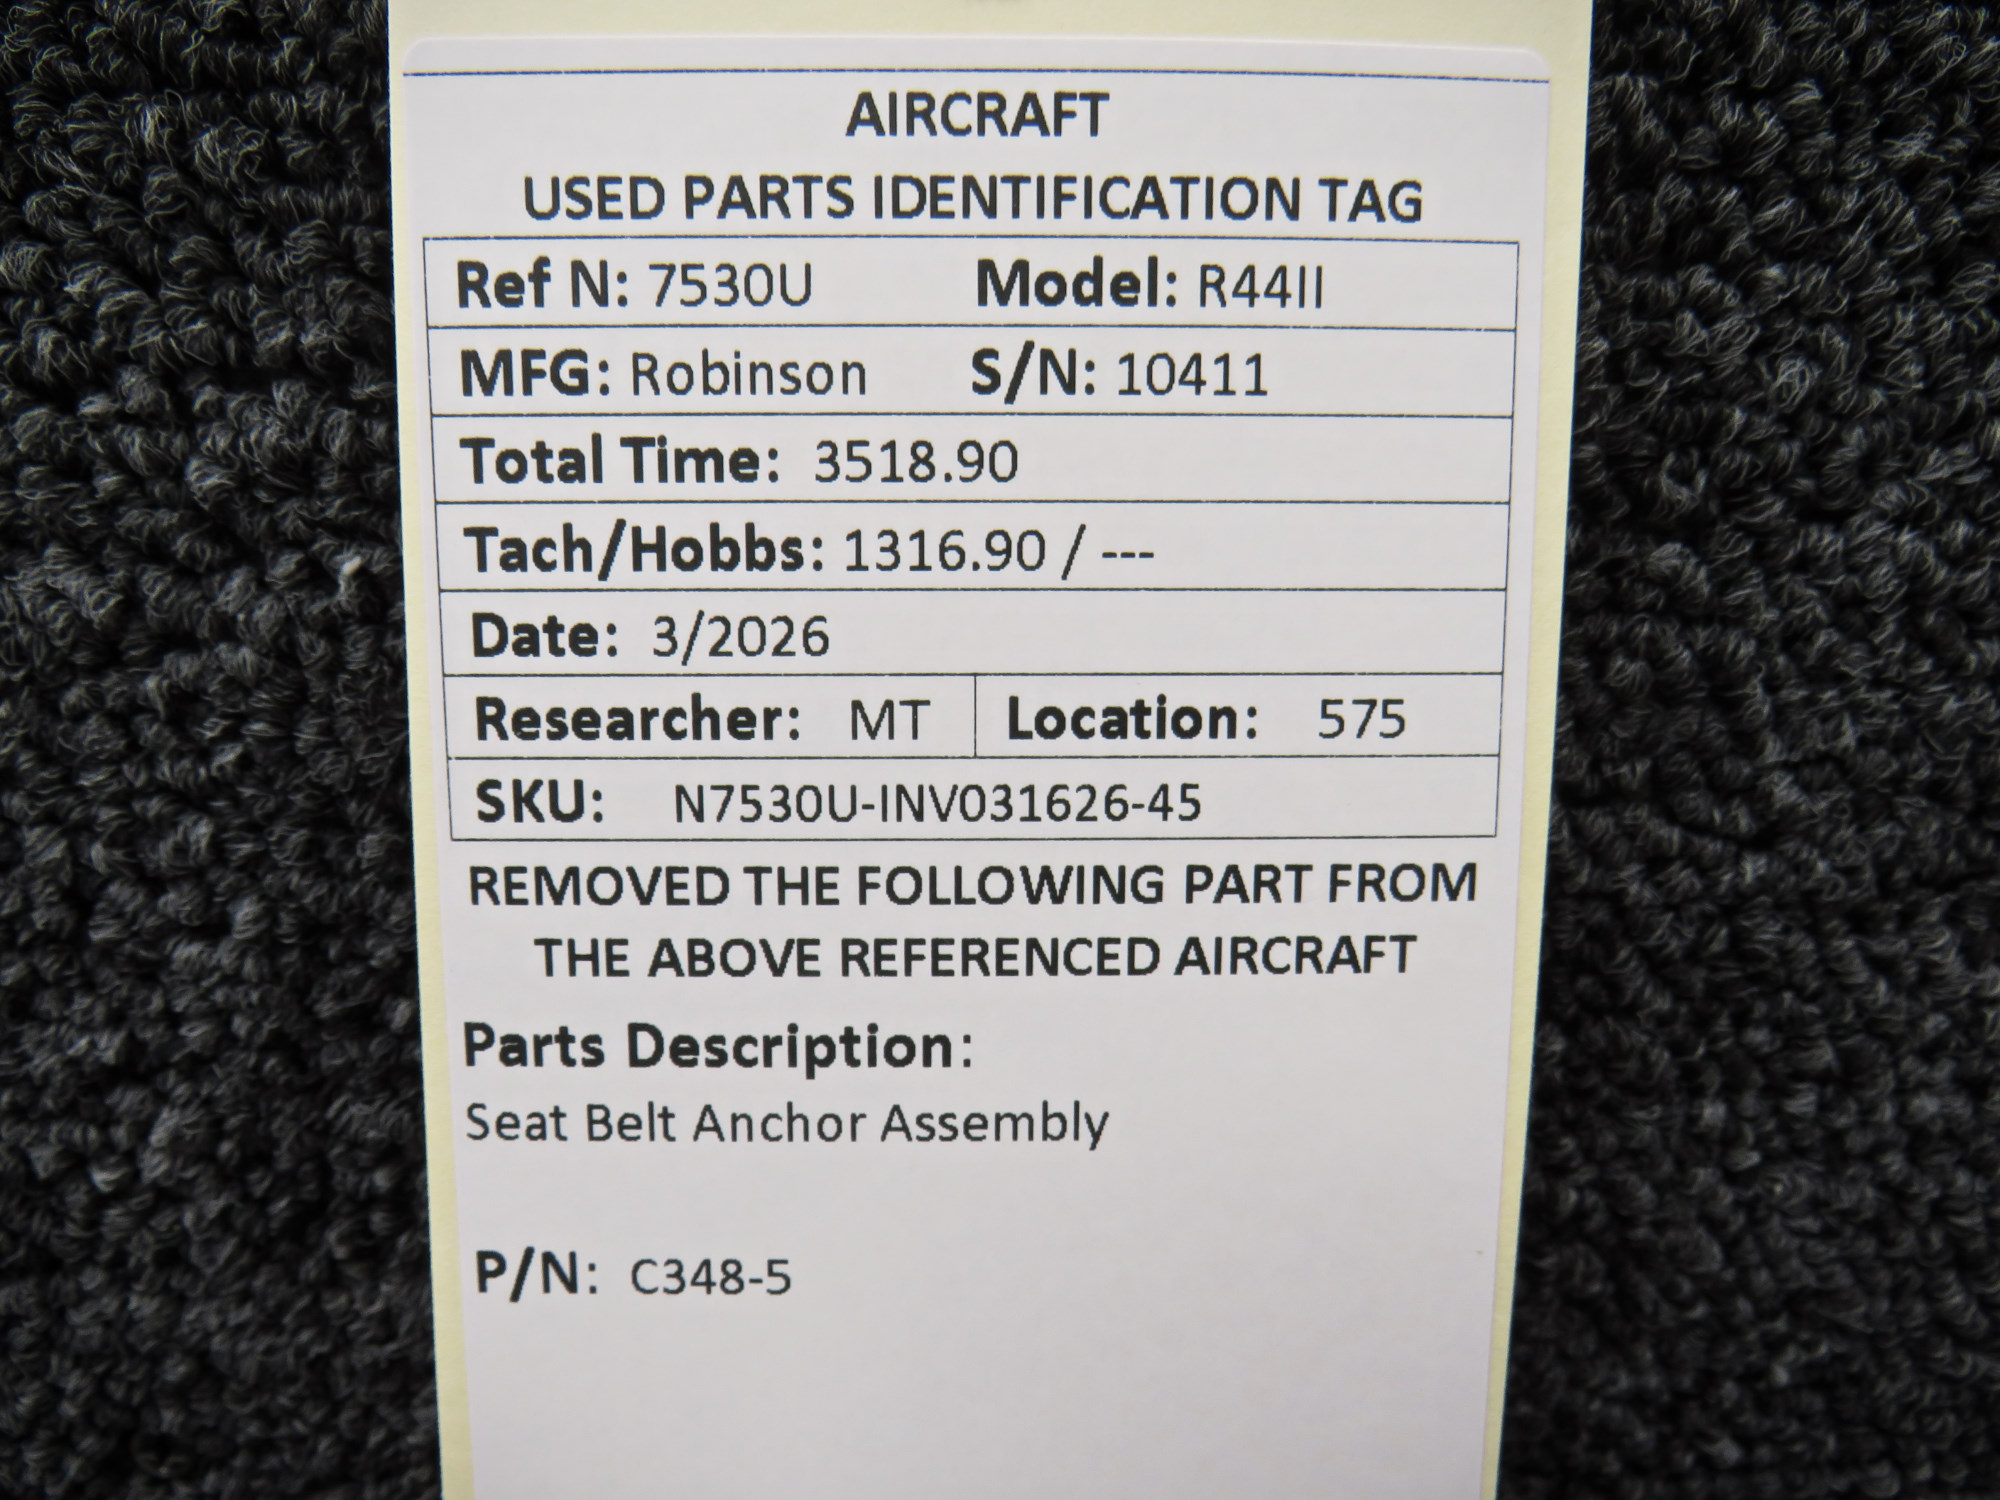 AIRCRAFT
USED PARTS IDENTIFICATION TAG
Ref N: 7530U Model: R44II
MFG: Robinson S/N: 10411
Total Time: 3518.90
Tach/Hobbs: 1316.90 / ---
Date: 3/2026
Researcher: MT Location: 575
SKU: N7530U-INV031626-45
REMOVED THE FOLLOWING PART FROM
THE ABOVE REFERENCED AIRCRAFT
Parts Description:
Seat Belt Anchor Assembly
P/N: C348-5